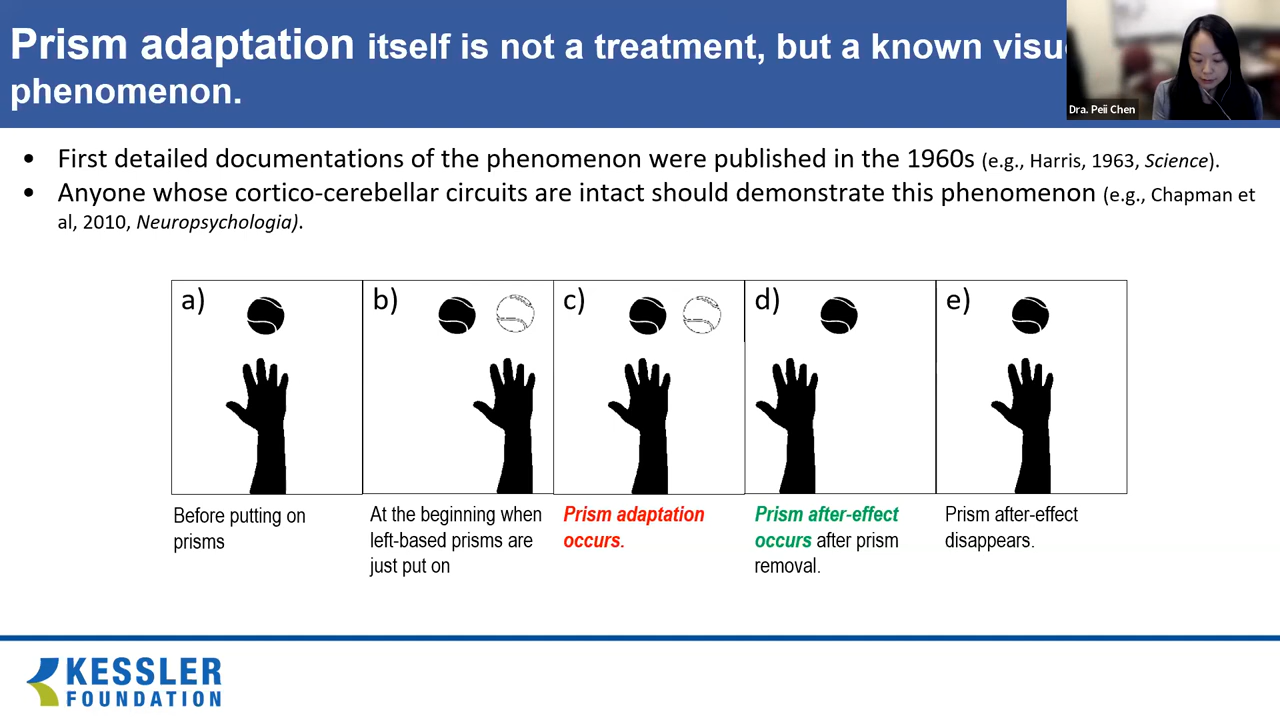 Prism adaptation itself is not a treatment, but a known
phenomenon.
Dra. Peii Chen
• First detailed documentations of the phenomenon were published in the 1960s (e.g., Harris, 1963, Science).
• Anyone whose cortico-cerebellar circuits are intact should demonstrate this phenomenon (e.g., Chapman et
al, 2010, Neuropsychologia).
a) b) c) d) e)
Before putting on
prisms
At the beginning when
left-based prisms are
just put on
Prism adaptation
occurs.
Prism after-effect
occurs after prism
removal.
Prism after-effect
disappears.
KESSLER
FOUNDATION